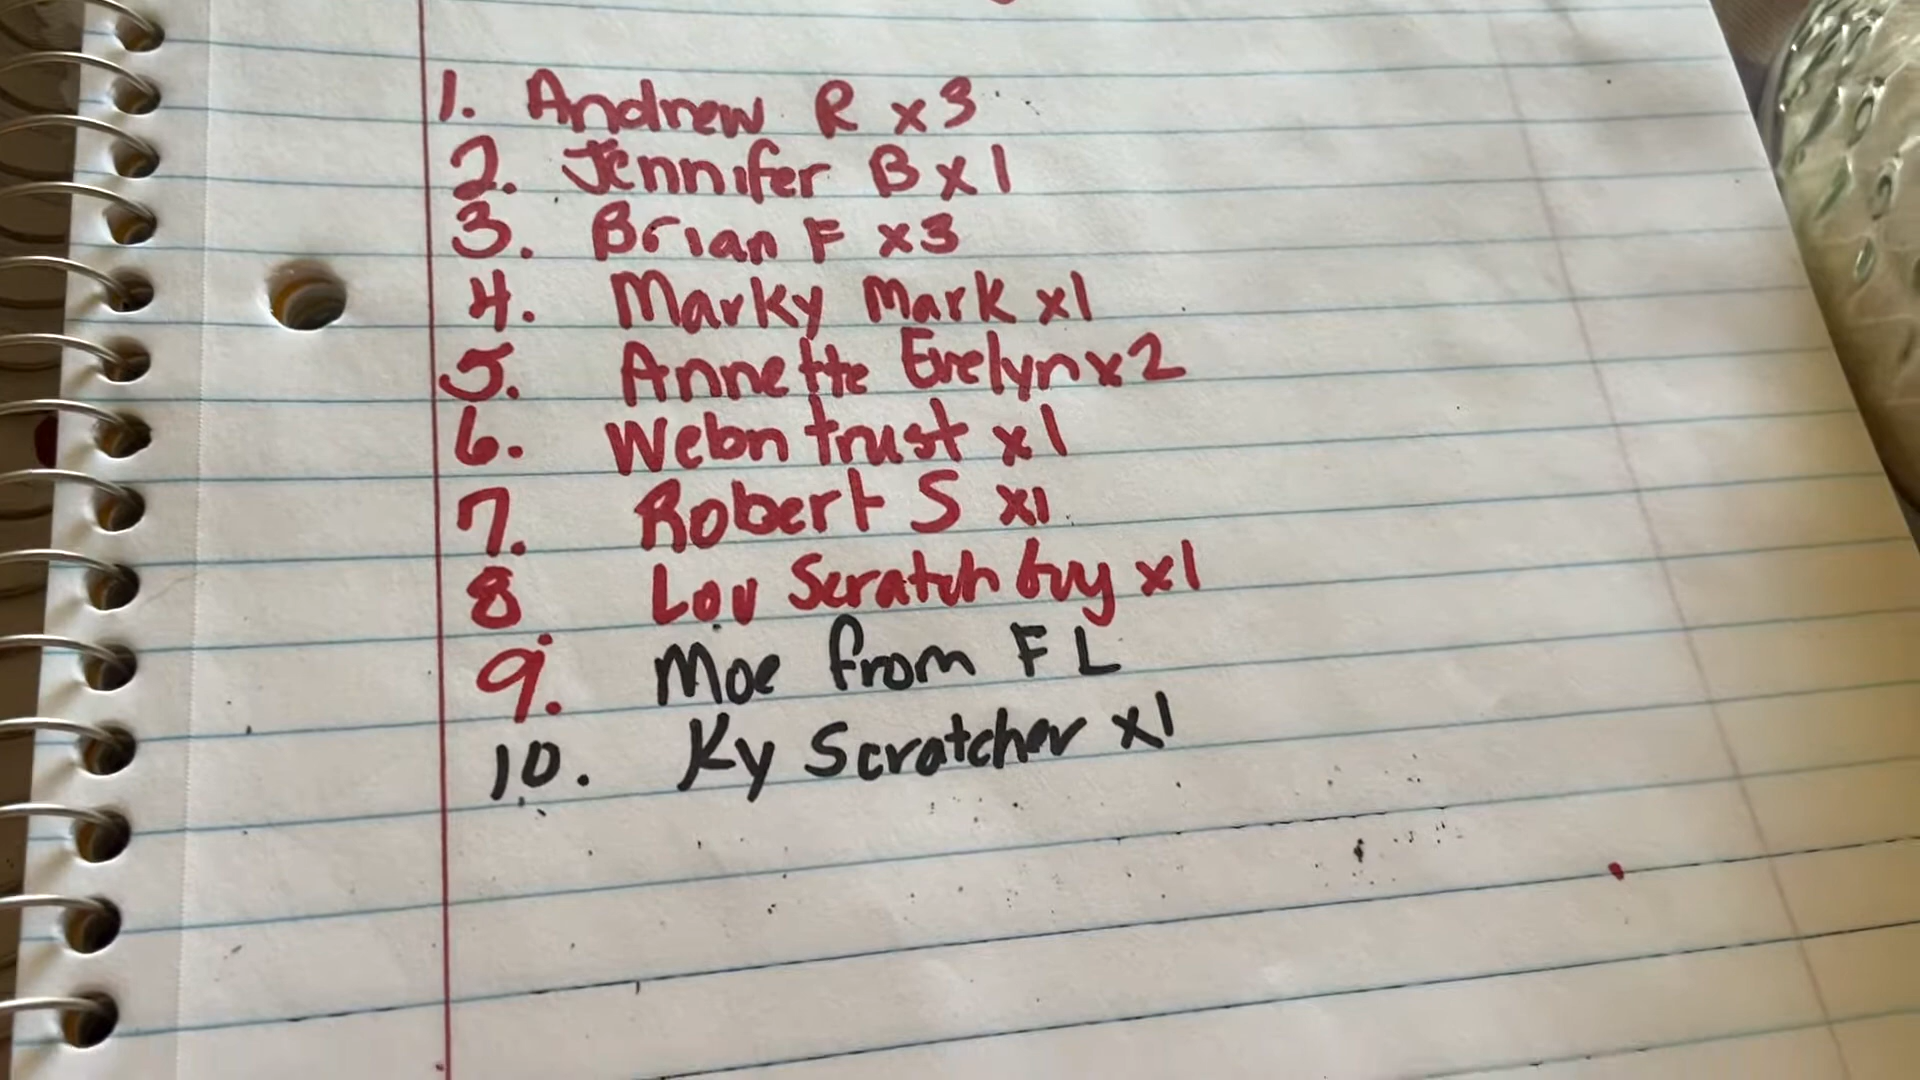 1. Andrew R x3
2. Jennifer B x1
3. Brian F x3
4. Marky Mark x1
5. Annette Evelyn x2
6. Webn trust x1
7. Robert S x1
8 Lou Scratch buy x1
9. Moe from FL
10. Ky Scratcher x1